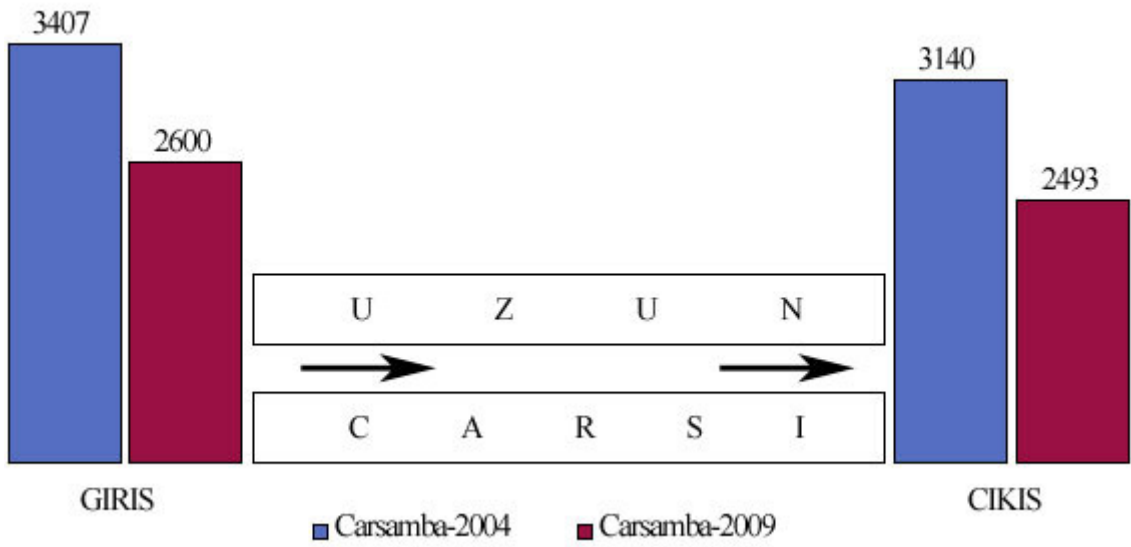 3407
3140
2600
2493
U Z U N
C A R S I
GIRIS
CIKIS
Carsamba-2004
Carsamba-2009